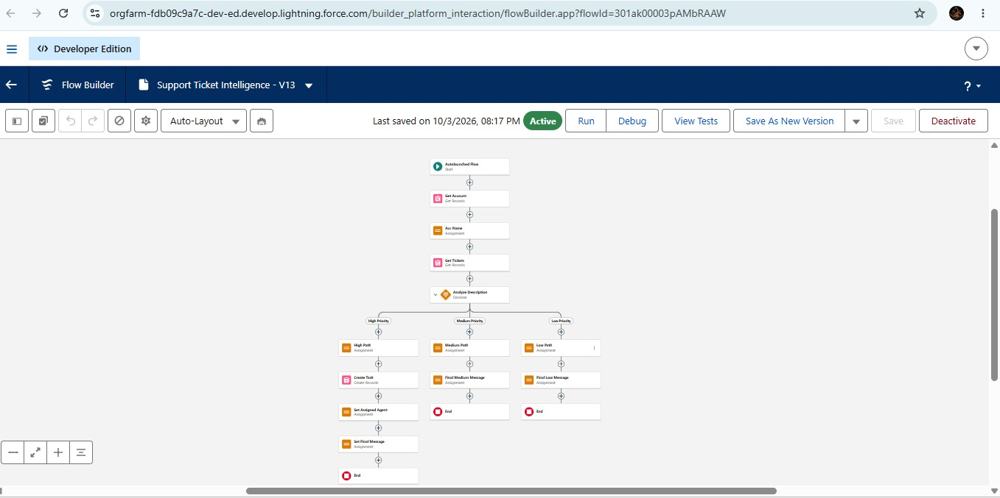 orgfarm-fdb09c9a7c-dev-ed.develop.lightning.force.com/builder_platform_interaction/flowBuilder.app?flowId=301ak00003pAMbRAAW
Developer Edition
Flow Builder
Support Ticket Intelligence - V13
?
Auto-Layout
Last saved on 10/3/2026, 08:17 PM
Active
Run
Debug
View Tests
Save As New Version
Save
Deactivate
Autolaunched Flow
Start
Get Account
Get Records
Acc Name
Assignment
Get Tickets
Get Records
Analyze Description
Decision
High Priority
Medium Priority
Low Priority
High Path
Assignment
Medium Path
Assignment
Low Path
Assignment
Create Task
Create Records
Final Medium Message
Assignment
Final Low Message
Assignment
Set Assigned Agent
Assignment
End
End
Set Final Message
Assignment
End